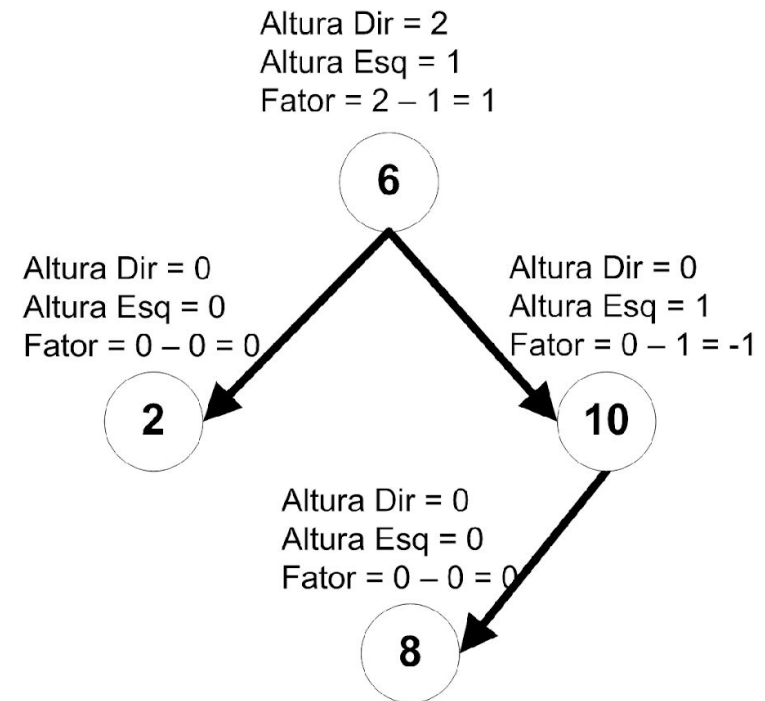 Altura Dir = 2
Altura Esq = 1
Fator = 2 – 1 = 1
6
Altura Dir = 0
Altura Esq = 0
Fator = 0 – 0 = 0
2
Altura Dir = 0
Altura Esq = 1
Fator = 0 – 1 = -1
10
Altura Dir = 0
Altura Esq = 0
Fator = 0 – 0 = 0
8